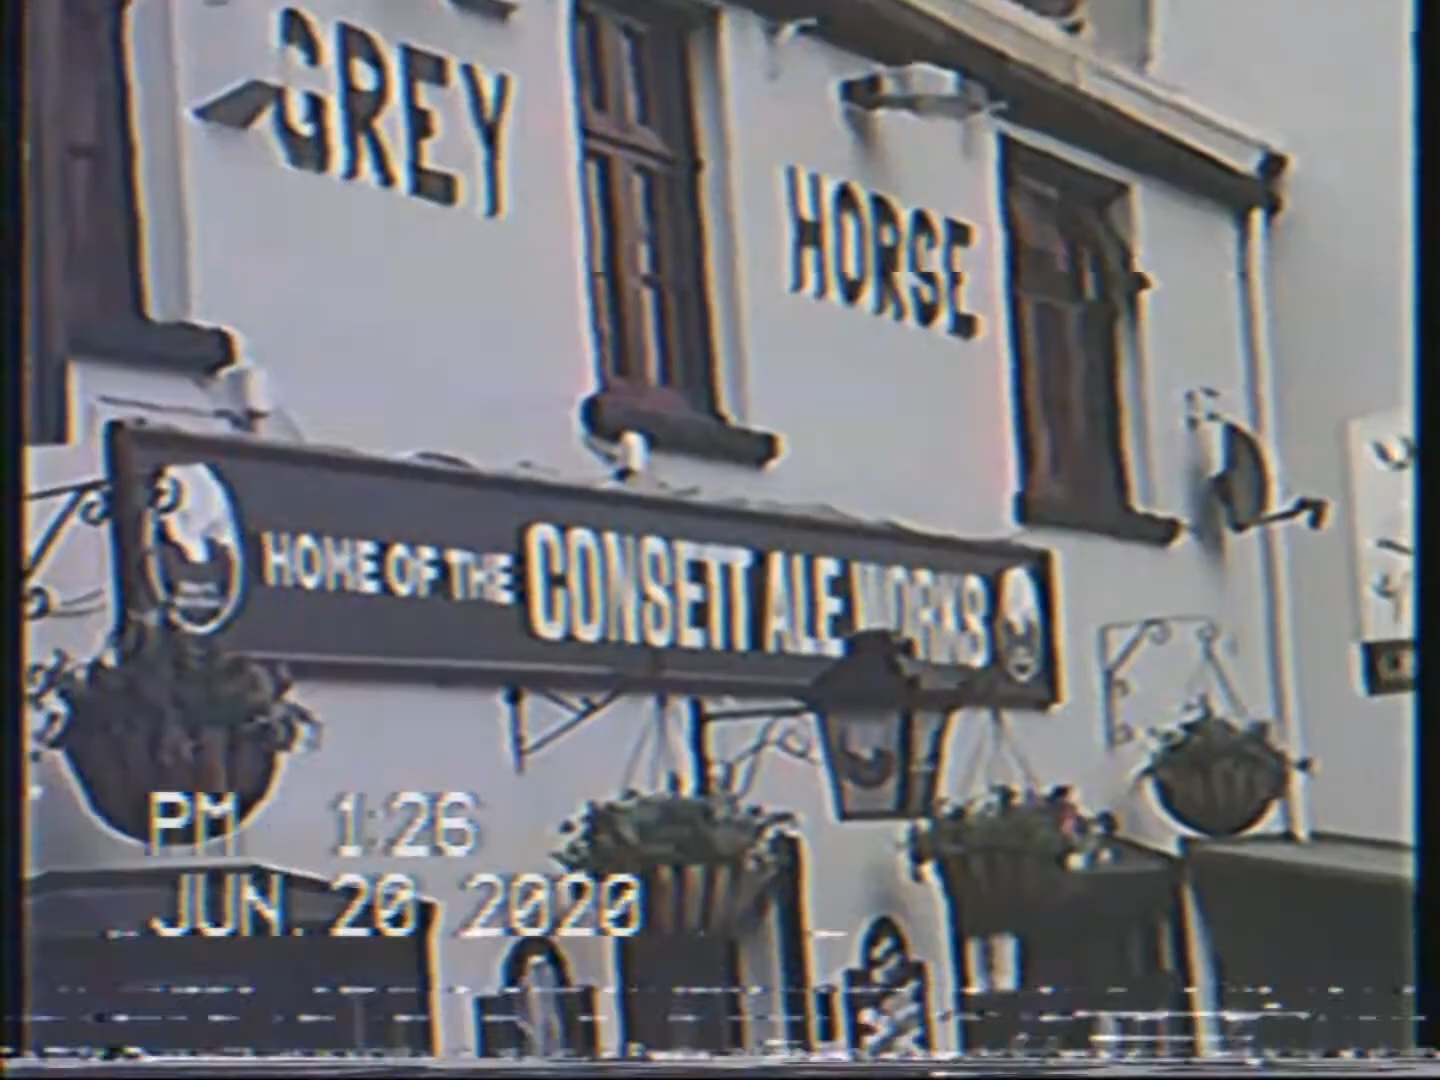 GREY
HORSE
HOME OF THE CONSETT ALE WORKS
PM 1:26
JUN. 20 2020